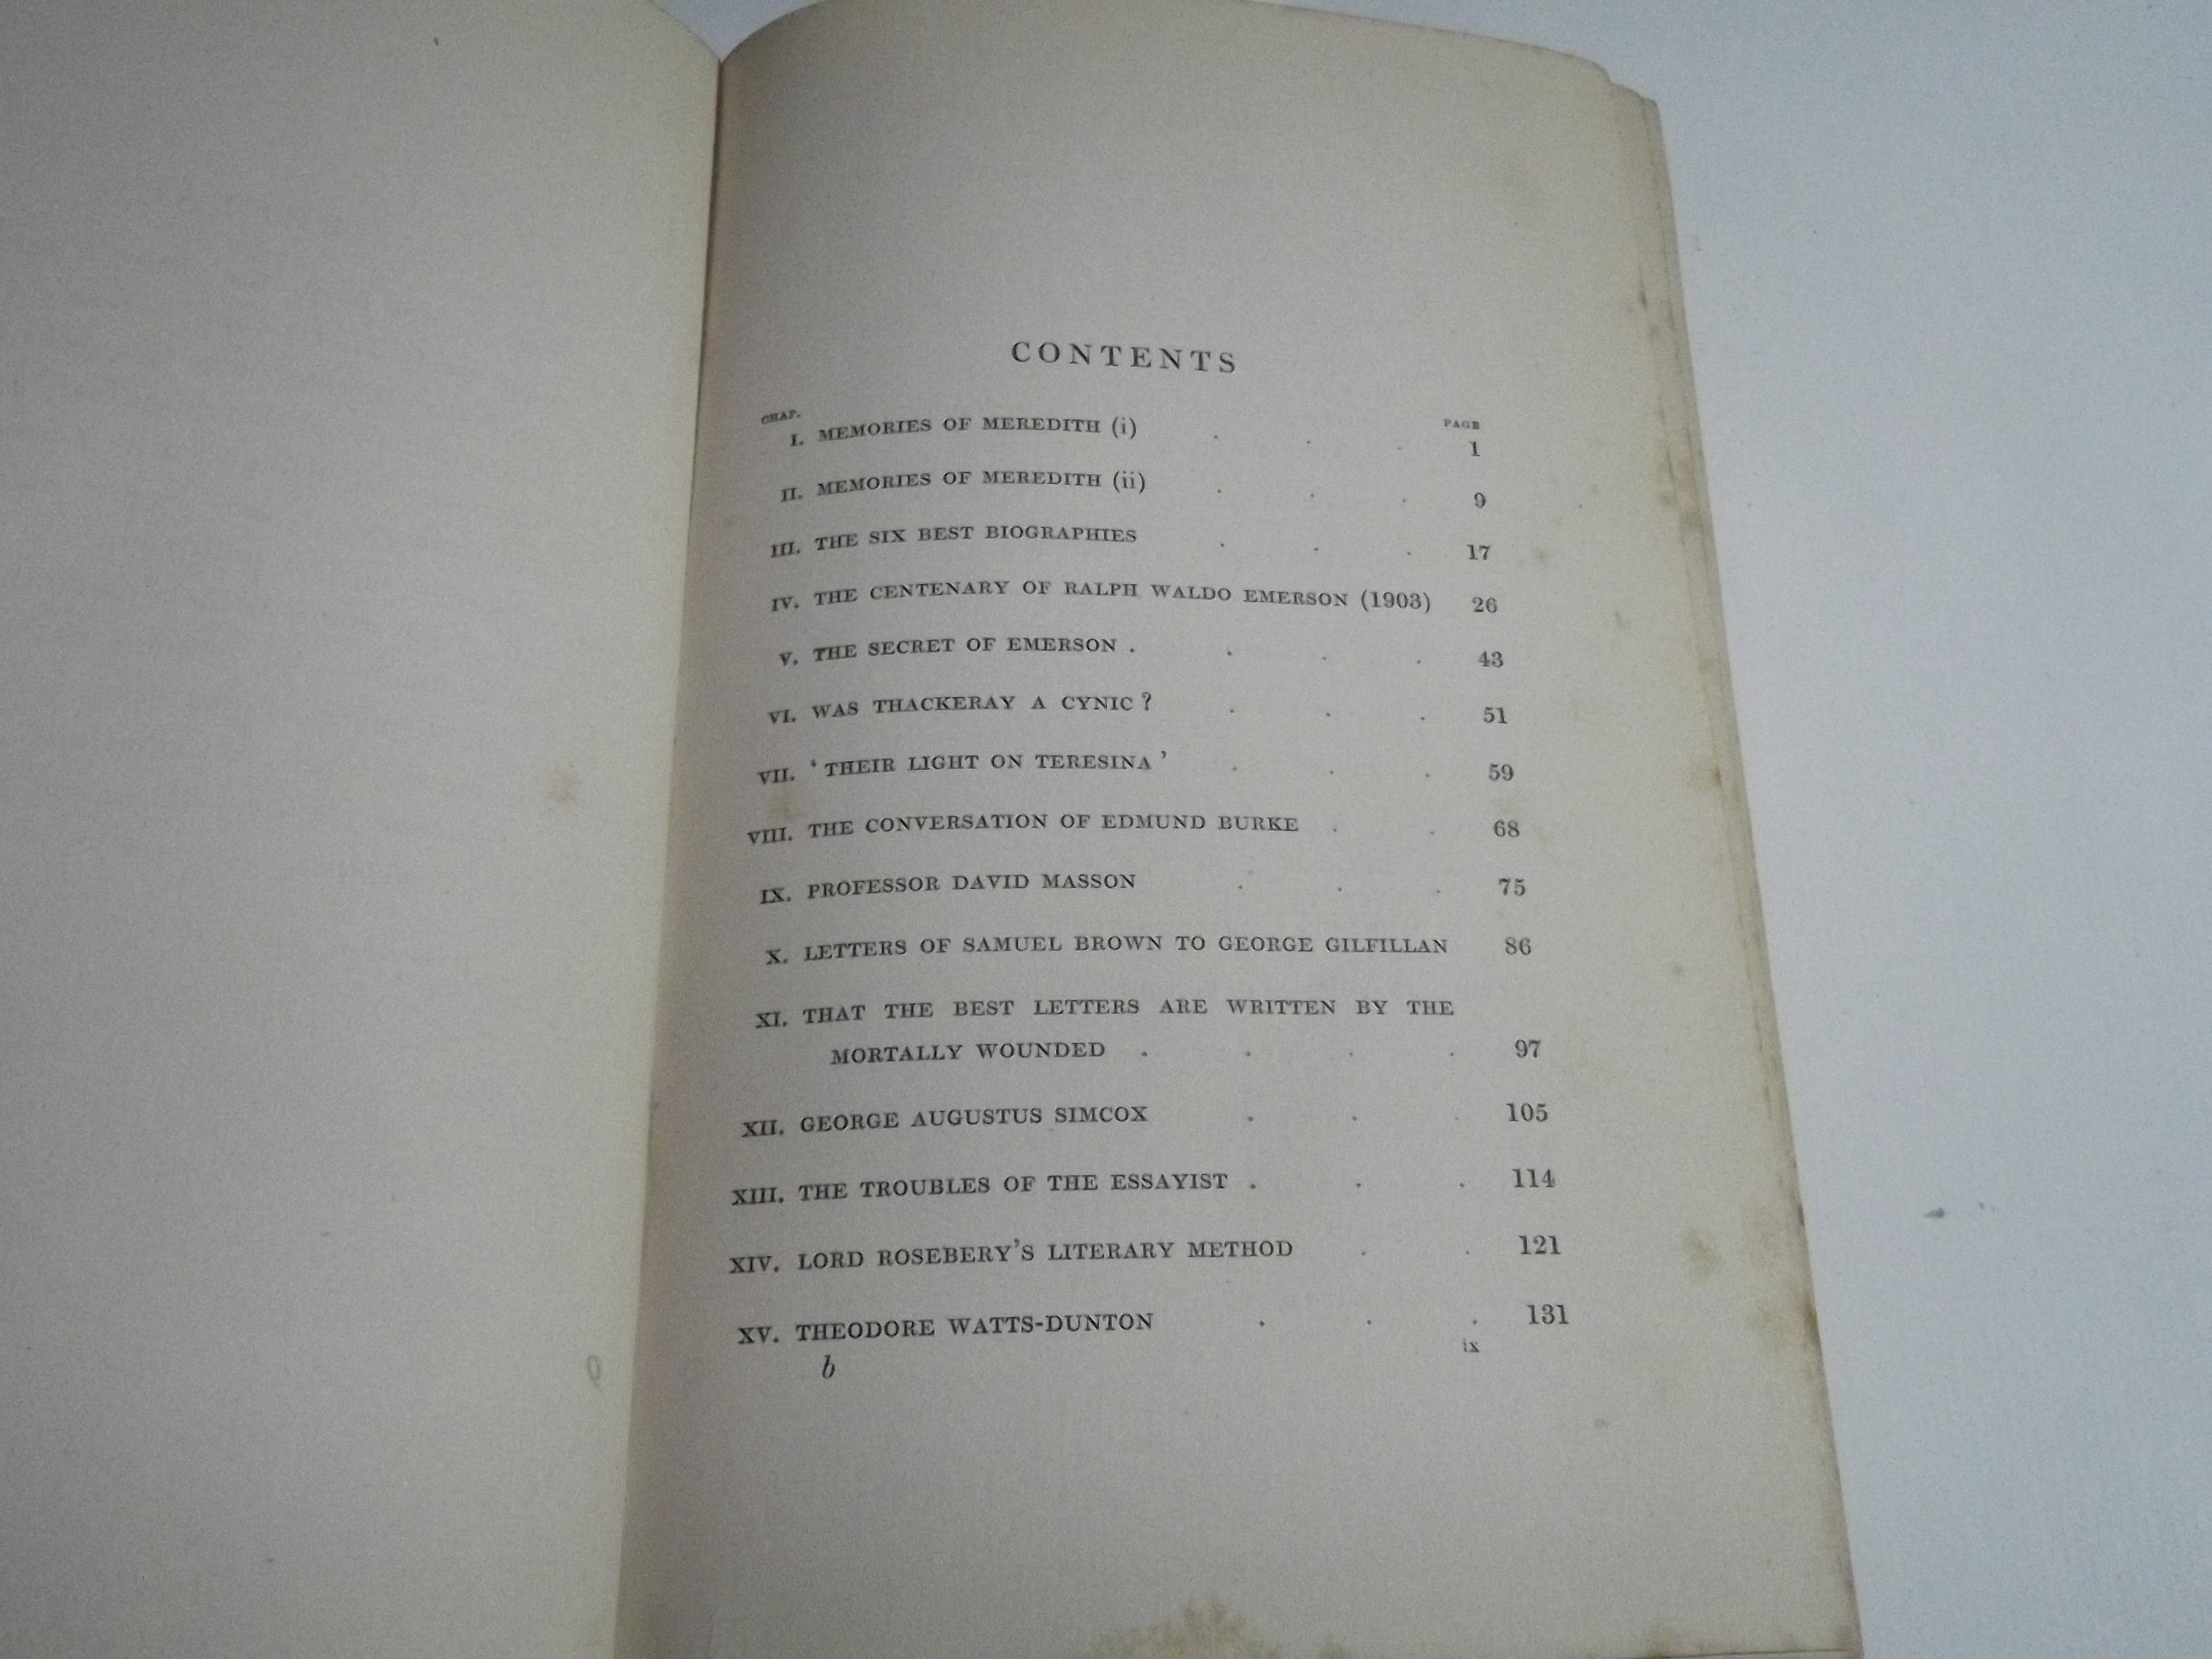 CONTENTS
CHAP. PAGE
I. MEMORIES OF MEREDITH (i) . . . 1
II. MEMORIES OF MEREDITH (ii) . . . 9
III. THE SIX BEST BIOGRAPHIES . . . 17
IV. THE CENTENARY OF RALPH WALDO EMERSON (1903) 26
V. THE SECRET OF EMERSON . . . . 43
VI. WAS THACKERAY A CYNIC ? . . . 51
VII. ‘ THEIR LIGHT ON TERESINA ’ . . . 59
VIII. THE CONVERSATION OF EDMUND BURKE . . 68
IX. PROFESSOR DAVID MASSON . . . 75
X. LETTERS OF SAMUEL BROWN TO GEORGE GILFILLAN 86
XI. THAT THE BEST LETTERS ARE WRITTEN BY THE
MORTALLY WOUNDED . . . . 97
XII. GEORGE AUGUSTUS SIMCOX . . . 105
XIII. THE TROUBLES OF THE ESSAYIST . . . 114
XIV. LORD ROSEBERY’S LITERARY METHOD . . 121
XV. THEODORE WATTS-DUNTON . . . 131
b ix